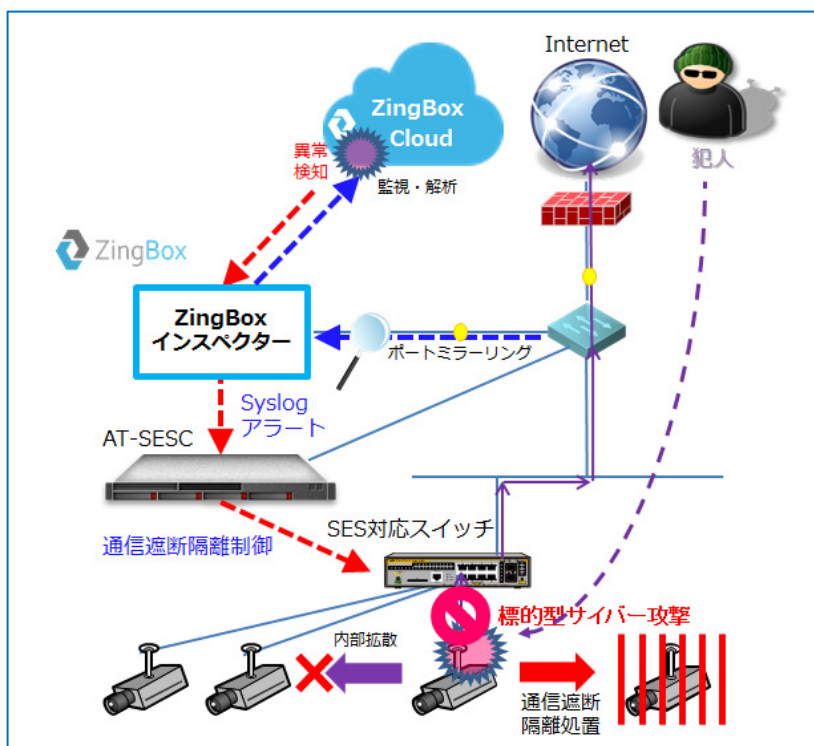 Internet
ZingBox
Cloud
異常
検知
監視・解析
犯人
ZingBox
ZingBox
インスペクター
ポートミラーリング
Syslog
アラート
AT-SESC
SES対応スイッチ
通信遮断隔離制御
標的型サイバー攻撃
内部拡散
通信遮断
隔離処置